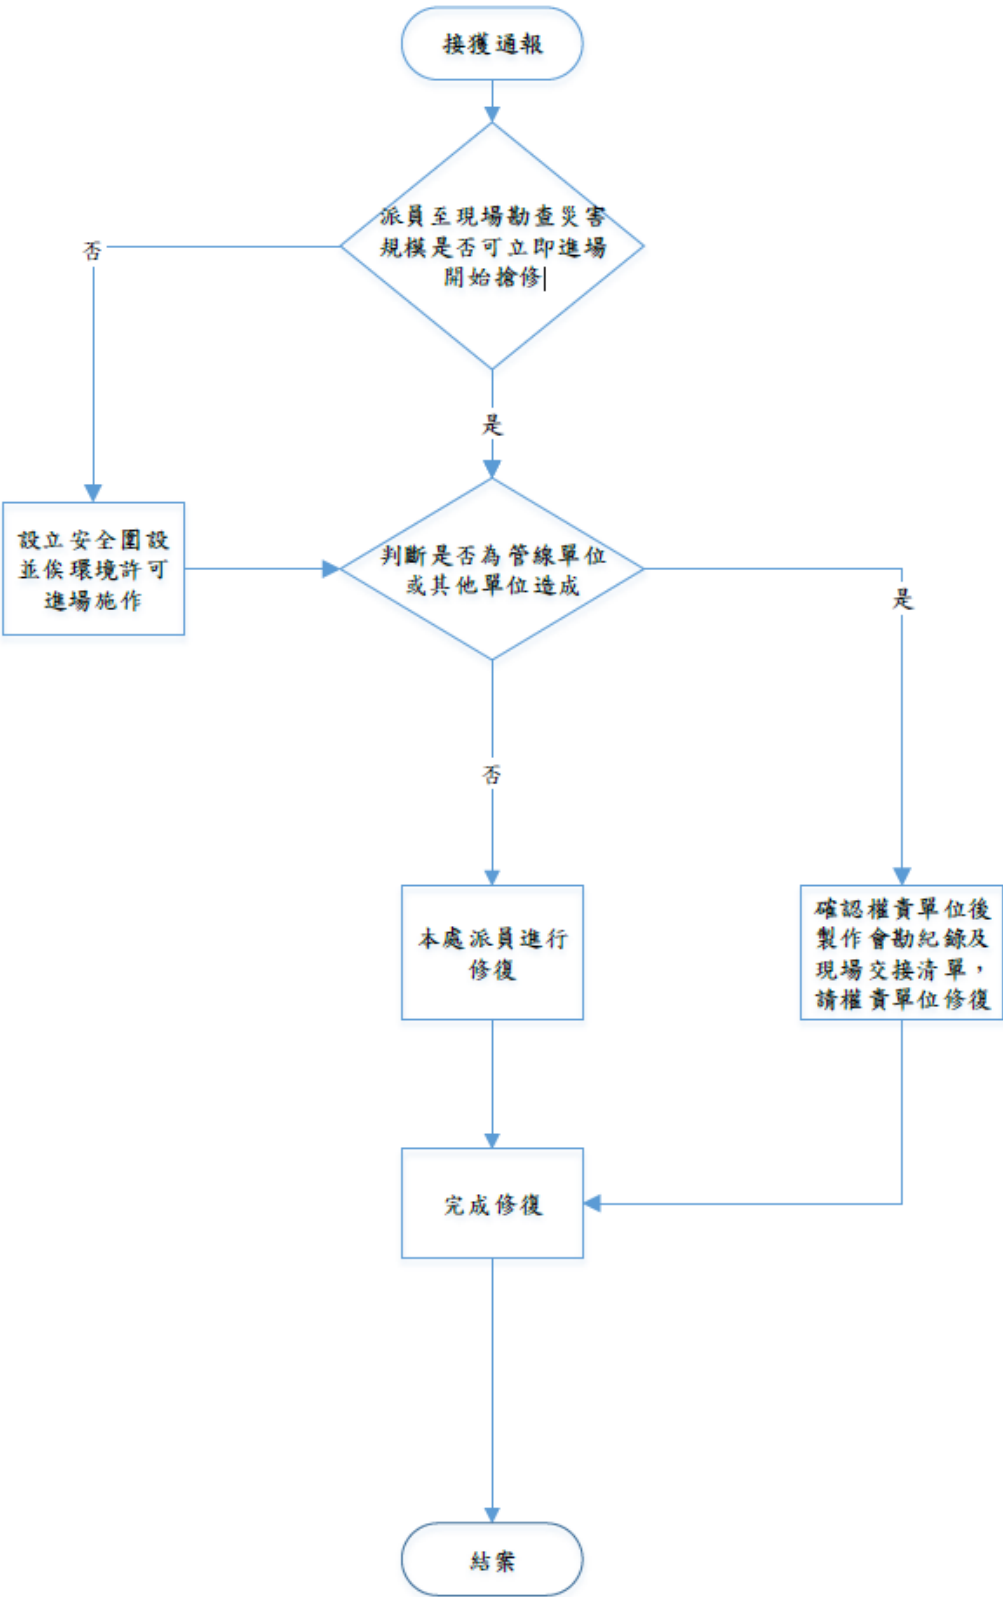 接獲通報
派員至現場勘查災害
規模是否可立即進場
開始搶修
否
是
設立安全圍設
並俟環境許可
進場施作
判斷是否為管線單位
或其他單位造成
是
否
本處派員進行
修復
確認權責單位後
製作會勘紀錄及
現場交接清單，
請權責單位修復
完成修復
結案